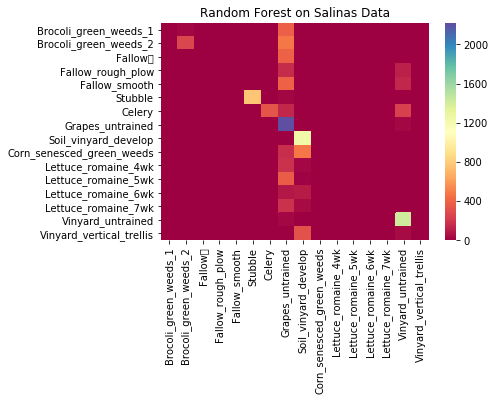 Random Forest on Salinas Data
Brocoli_green_weeds_1
Brocoli_green_weeds_2
Fallow▯
Fallow_rough_plow
Fallow_smooth
Stubble
Celery
Grapes_untrained
Soil_vinyard_develop
Corn_senesced_green_weeds
Lettuce_romaine_4wk
Lettuce_romaine_5wk
Lettuce_romaine_6wk
Lettuce_romaine_7wk
Vinyard_untrained
Vinyard_vertical_trellis
Brocoli_green_weeds_1
Brocoli_green_weeds_2
Fallow▯
Fallow_rough_plow
Fallow_smooth
Stubble
Celery
Grapes_untrained
Soil_vinyard_develop
Corn_senesced_green_weeds
Lettuce_romaine_4wk
Lettuce_romaine_5wk
Lettuce_romaine_6wk
Lettuce_romaine_7wk
Vinyard_untrained
Vinyard_vertical_trellis
2000
1600
1200
800
400
0